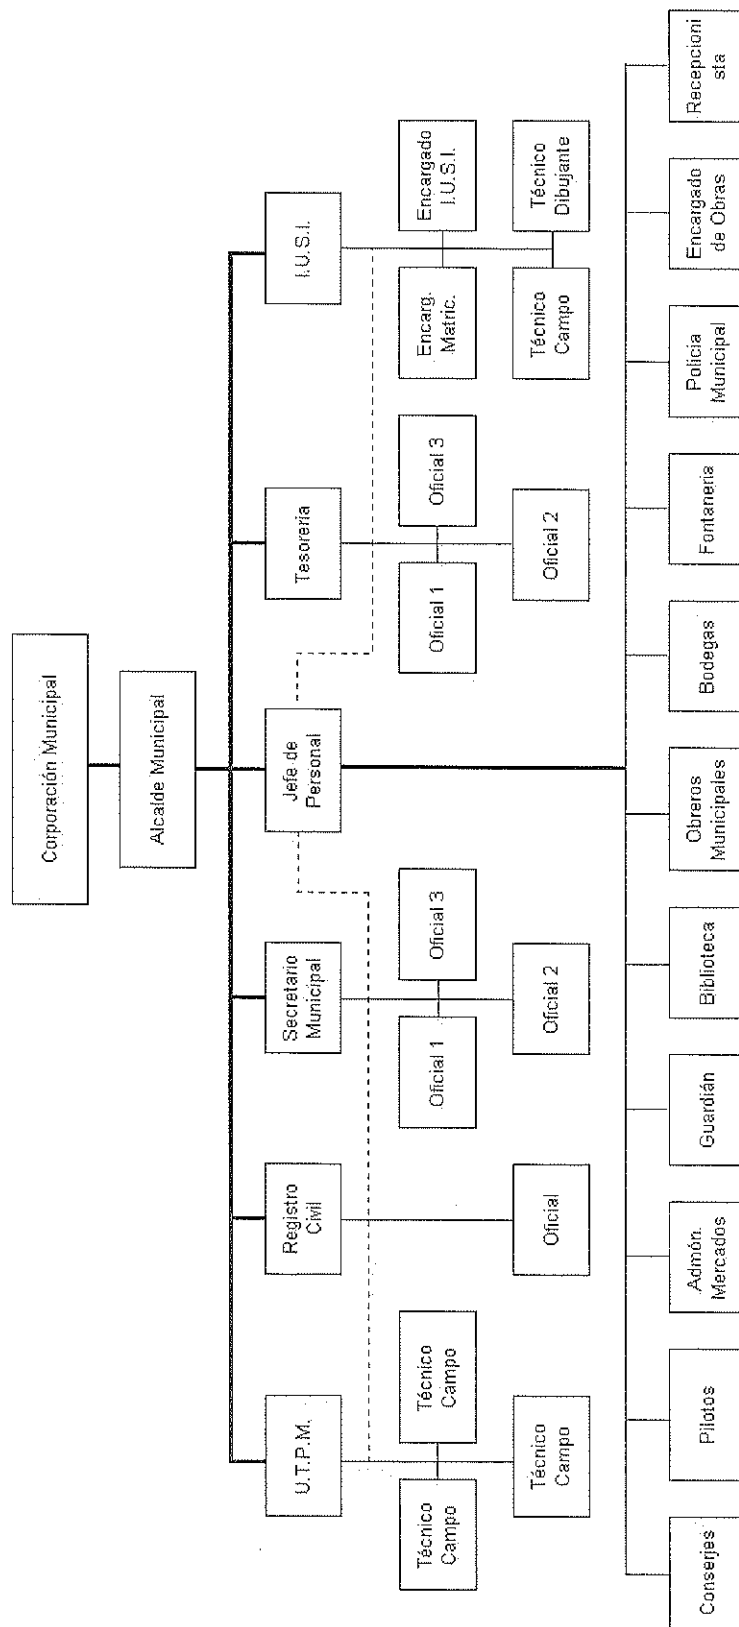 Corporación Municipal
Alcalde Municipal
U.T.P.M.
Registro
Civil
Secretario
Municipal
Jefe de
Personal
Tesorería
I.U.S.I.
Técnico
Campo
Técnico
Campo
Técnico
Campo
Oficial
Oficial 1
Oficial 3
Oficial 2
Oficial 1
Oficial 3
Oficial 2
Encarg.
Matric.
Encargado
I.U.S.I.
Técnico
Campo
Técnico
Dibujante
Conserjes
Pilotos
Admón.
Mercados
Guardián
Biblioteca
Obreros
Municipales
Bodegas
Fontanería
Policía
Municipal
Encargado
de Obras
Recepcioni
sta